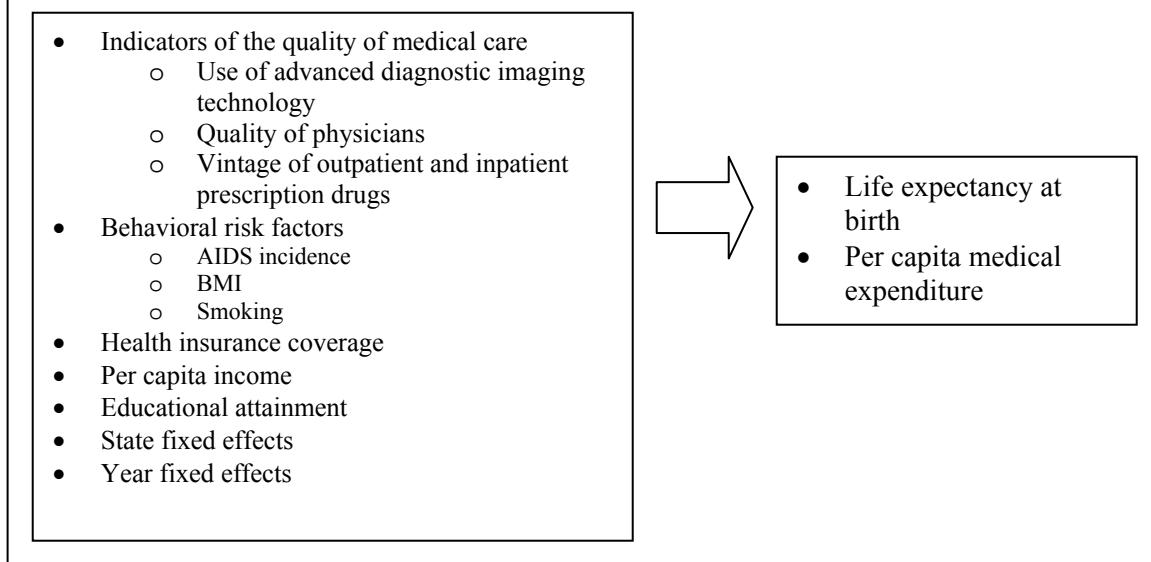 • Indicators of the quality of medical care
o Use of advanced diagnostic imaging
technology
o Quality of physicians
o Vintage of outpatient and inpatient
prescription drugs
• Behavioral risk factors
o AIDS incidence
o BMI
o Smoking
• Health insurance coverage
• Per capita income
• Educational attainment
• State fixed effects
• Year fixed effects
• Life expectancy at
birth
• Per capita medical
expenditure